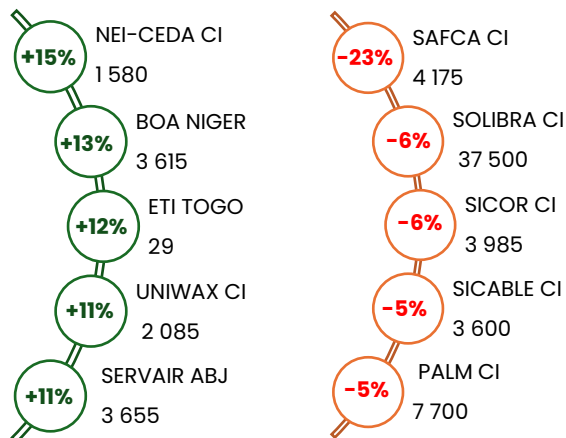 +15%
NEI-CEDA CI
1 580
+13%
BOA NIGER
3 615
+12%
ETI TOGO
29
+11%
UNIWAX CI
2 085
+11%
SERVAIR ABJ
3 655
-23%
SAFCA CI
4 175
-6%
SOLIBRA CI
37 500
-6%
SICOR CI
3 985
-5%
SICABLE CI
3 600
-5%
PALM CI
7 700